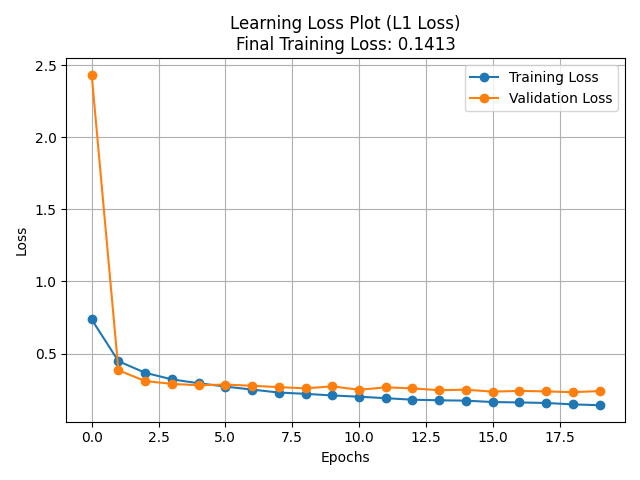 Learning Loss Plot (L1 Loss)
Final Training Loss: 0.1413
Training Loss
Validation Loss
Loss
2.5
2.0
1.5
1.0
0.5
0.0 2.5 5.0 7.5 10.0 12.5 15.0 17.5
Epochs